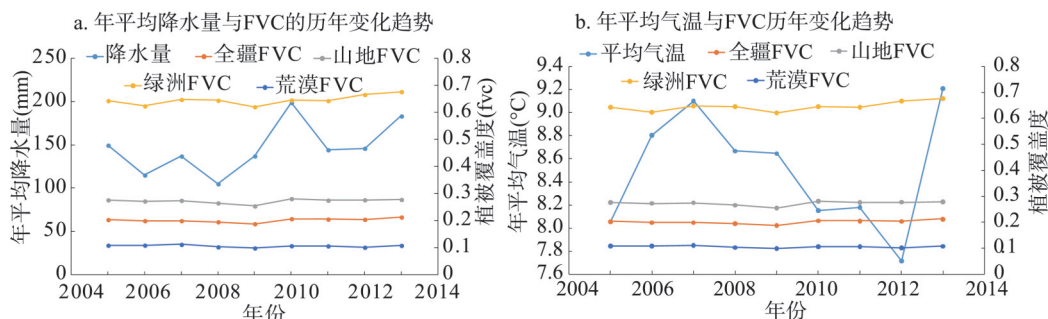 a. 年平均降水量与FVC的历年变化趋势
降水量 全疆FVC 山地FVC
绿洲FVC 荒漠FVC
年平均降水量(mm)
250
200
150
100
50
0
植被覆盖度(fvc)
0.8
0.7
0.6
0.5
0.4
0.3
0.2
0.1
0
2004 2006 2008 2010 2012 2014
年份
b. 年平均气温与FVC历年变化趋势
平均气温 全疆FVC 山地FVC
绿洲FVC 荒漠FVC
年平均气温(°C)
9.4
9.2
9.0
8.8
8.6
8.4
8.2
8.0
7.8
7.6
植被覆盖度
0.8
0.7
0.6
0.5
0.4
0.3
0.2
0.1
0
2004 2006 2008 2010 2012 2014
年份